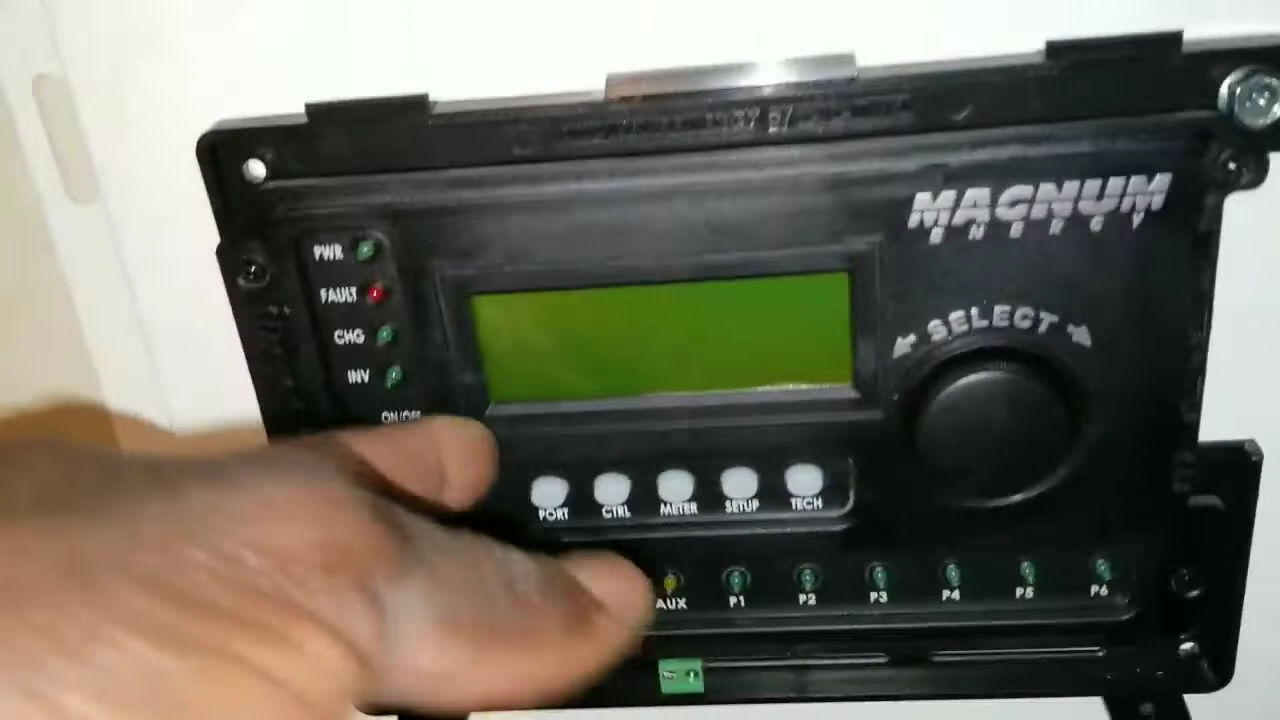 MAGNUM
ENERGY
PWR
FAULT
CHG
INV
ON/OFF
SELECT
PORT CTRL METER SETUP TECH
AUX P1 P2 P3 P4 P5 P6